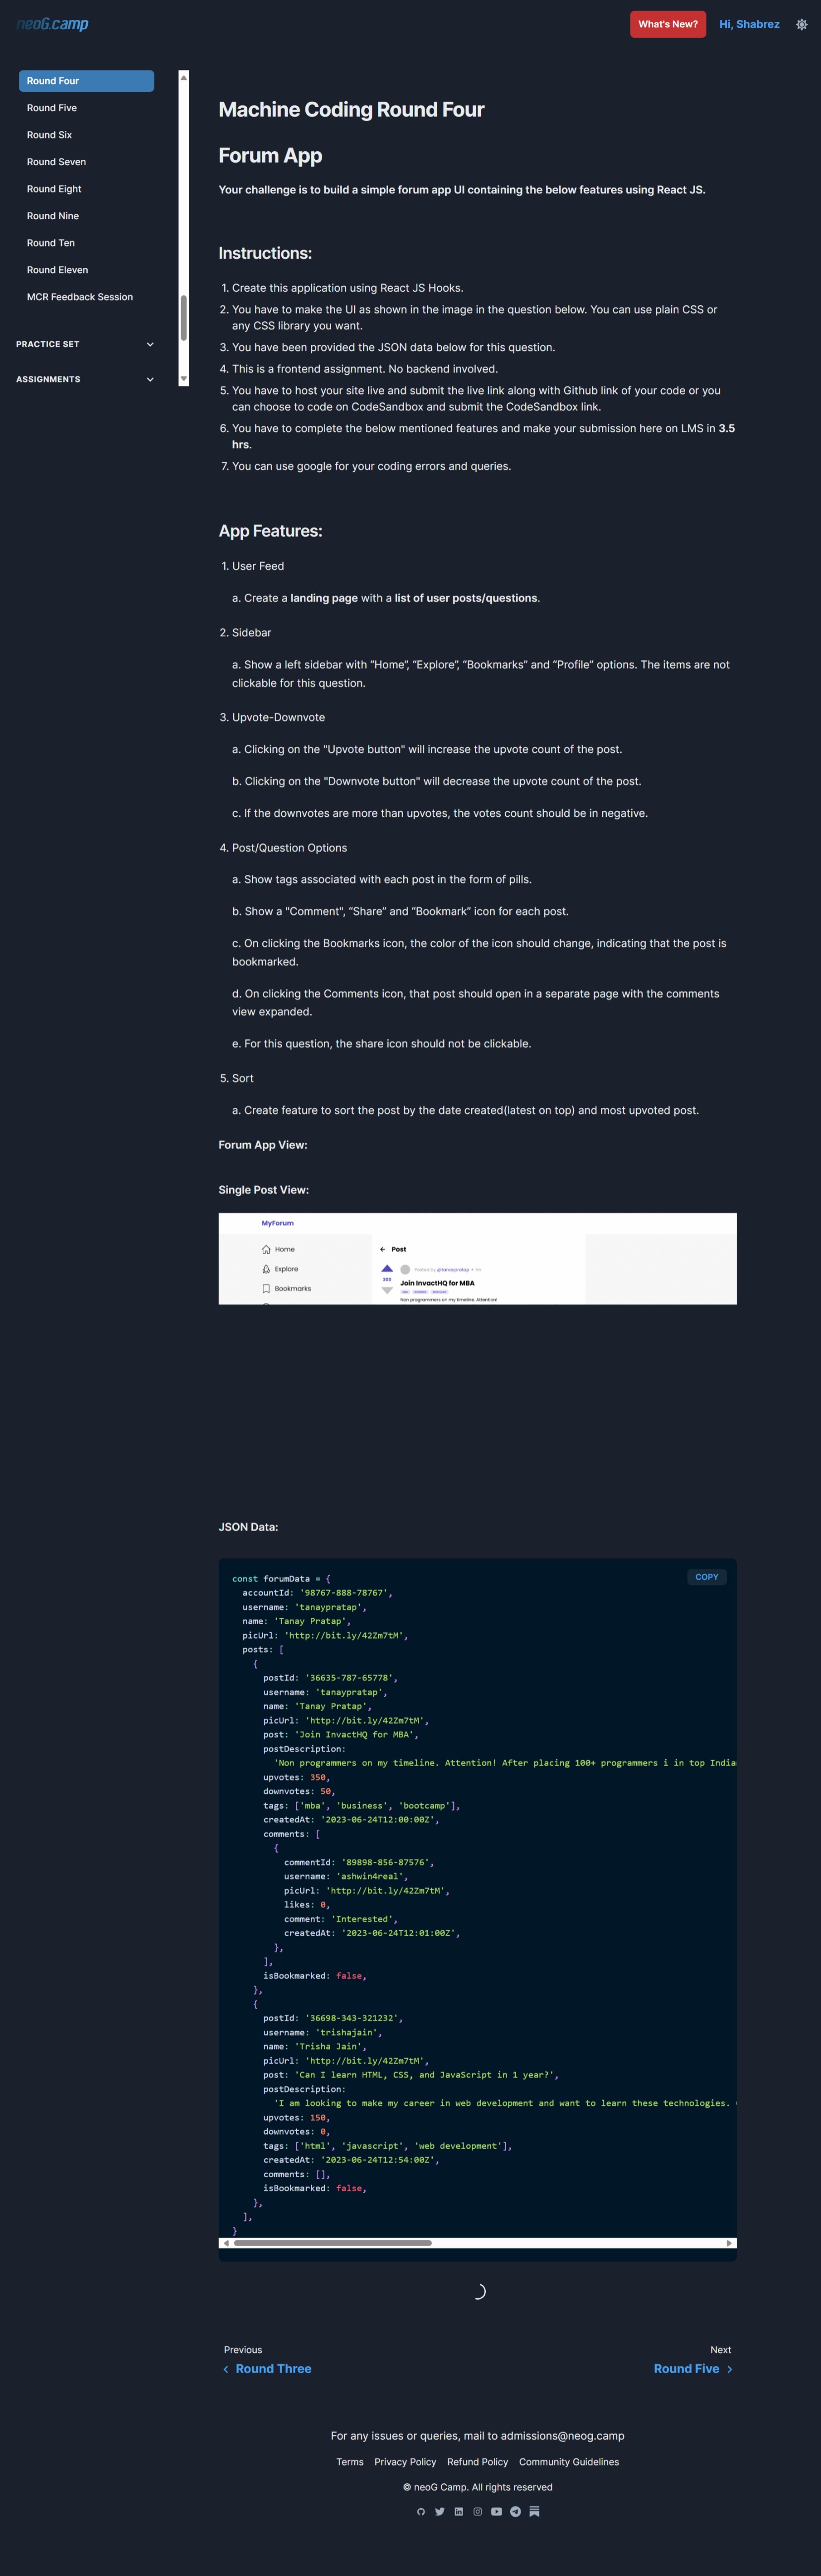 neoG.camp
What's New?
Hi, Shabrez
Round Four
Round Five
Round Six
Round Seven
Round Eight
Round Nine
Round Ten
Round Eleven
MCR Feedback Session
PRACTICE SET
ASSIGNMENTS
Machine Coding Round Four
Forum App
Your challenge is to build a simple forum app UI containing the below features using React JS.
Instructions:
1. Create this application using React JS Hooks.
2. You have to make the UI as shown in the image in the question below. You can use plain CSS or
any CSS library you want.
3. You have been provided the JSON data below for this question.
4. This is a frontend assignment. No backend involved.
5. You have to host your site live and submit the live link along with Github link of your code or you
can choose to code on CodeSandbox and submit the CodeSandbox link.
6. You have to complete the below mentioned features and make your submission here on LMS in 3.5
hrs.
7. You can use google for your coding errors and queries.
App Features:
1. User Feed
a. Create a landing page with a list of user posts/questions.
2. Sidebar
a. Show a left sidebar with “Home”, “Explore”, “Bookmarks” and “Profile” options. The items are not
clickable for this question.
3. Upvote-Downvote
a. Clicking on the "Upvote button" will increase the upvote count of the post.
b. Clicking on the "Downvote button" will decrease the upvote count of the post.
c. If the downvotes are more than upvotes, the votes count should be in negative.
4. Post/Question Options
a. Show tags associated with each post in the form of pills.
b. Show a "Comment", “Share” and “Bookmark” icon for each post.
c. On clicking the Bookmarks icon, the color of the icon should change, indicating that the post is
bookmarked.
d. On clicking the Comments icon, that post should open in a separate page with the comments
view expanded.
e. For this question, the share icon should not be clickable.
5. Sort
a. Create feature to sort the post by the date created(latest on top) and most upvoted post.
Forum App View:
Single Post View:
MyForum
Home
Explore
Bookmarks
← Post
Posted by @tanaypratap • 1m
300
Join InvactHQ for MBA
Non programmers on my timeline. Attention!
JSON Data:
COPY
const forumData = {
accountId: '98767-888-78767',
username: 'tanaypratap',
name: 'Tanay Pratap',
picUrl: 'http://bit.ly/42Zm7tM',
posts: [
{
postId: '36635-787-65778',
username: 'tanaypratap',
name: 'Tanay Pratap',
picUrl: 'http://bit.ly/42Zm7tM',
post: 'Join InvactHQ for MBA',
postDescription:
'Non programmers on my timeline. Attention! After placing 100+ programmers i in top India
upvotes: 350,
downvotes: 50,
tags: ['mba', 'business', 'bootcamp'],
createdAt: '2023-06-24T12:00:00Z',
comments: [
{
commentId: '89898-856-87576',
username: 'ashwin4real',
picUrl: 'http://bit.ly/42Zm7tM',
likes: 0,
comment: 'Interested',
createdAt: '2023-06-24T12:01:00Z',
},
],
isBookmarked: false,
},
{
postId: '36698-343-321232',
username: 'trishajain',
name: 'Trisha Jain',
picUrl: 'http://bit.ly/42Zm7tM',
post: 'Can I learn HTML, CSS, and JavaScript in 1 year?',
postDescription:
'I am looking to make my career in web development and want to learn these technologies.
upvotes: 150,
downvotes: 0,
tags: ['html', 'javascript', 'web development'],
createdAt: '2023-06-24T12:54:00Z',
comments: [],
isBookmarked: false,
},
],
}
Previous
Round Three
Next
Round Five
For any issues or queries, mail to admissions@neog.camp
Terms Privacy Policy Refund Policy Community Guidelines
© neoG Camp. All rights reserved